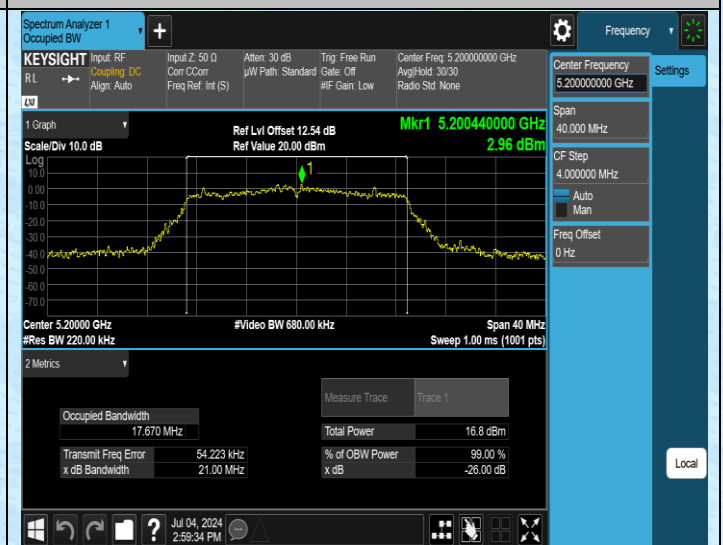 Spectrum Analyzer 1
Occupied BW
Frequency
KEYSIGHT
RL
LXI
Input: RF
Coupling: DC
Align: Auto
Input Z: 50 Ω
Corr CCorr
Freq Ref: Int (S)
Atten: 30 dB
µW Path: Standard
Trig: Free Run
Gate: Off
#IF Gain: Low
Center Freq: 5.200000000 GHz
Avg|Hold: 30/30
Radio Std: None
Center Frequency
5.200000000 GHz
Settings
Span
40.000 MHz
CF Step
4.000000 MHz
Auto
Man
Freq Offset
0 Hz
1 Graph
Scale/Div 10.0 dB
Ref Lvl Offset 12.54 dB
Ref Value 20.00 dBm
Mkr1 5.200440000 GHz
2.96 dBm
Log
10.0
0.00
-10.0
-20.0
-30.0
-40.0
-50.0
-60.0
-70.0
1
Center 5.20000 GHz
#Res BW 220.00 kHz
#Video BW 680.00 kHz
Span 40 MHz
Sweep 1.00 ms (1001 pts)
2 Metrics
Measure Trace
Trace 1
Occupied Bandwidth
17.670 MHz
Total Power
16.8 dBm
Transmit Freq Error
54.223 kHz
% of OBW Power
99.00 %
x dB Bandwidth
21.00 MHz
x dB
-26.00 dB
Local
?
Jul 04, 2024
2:59:34 PM